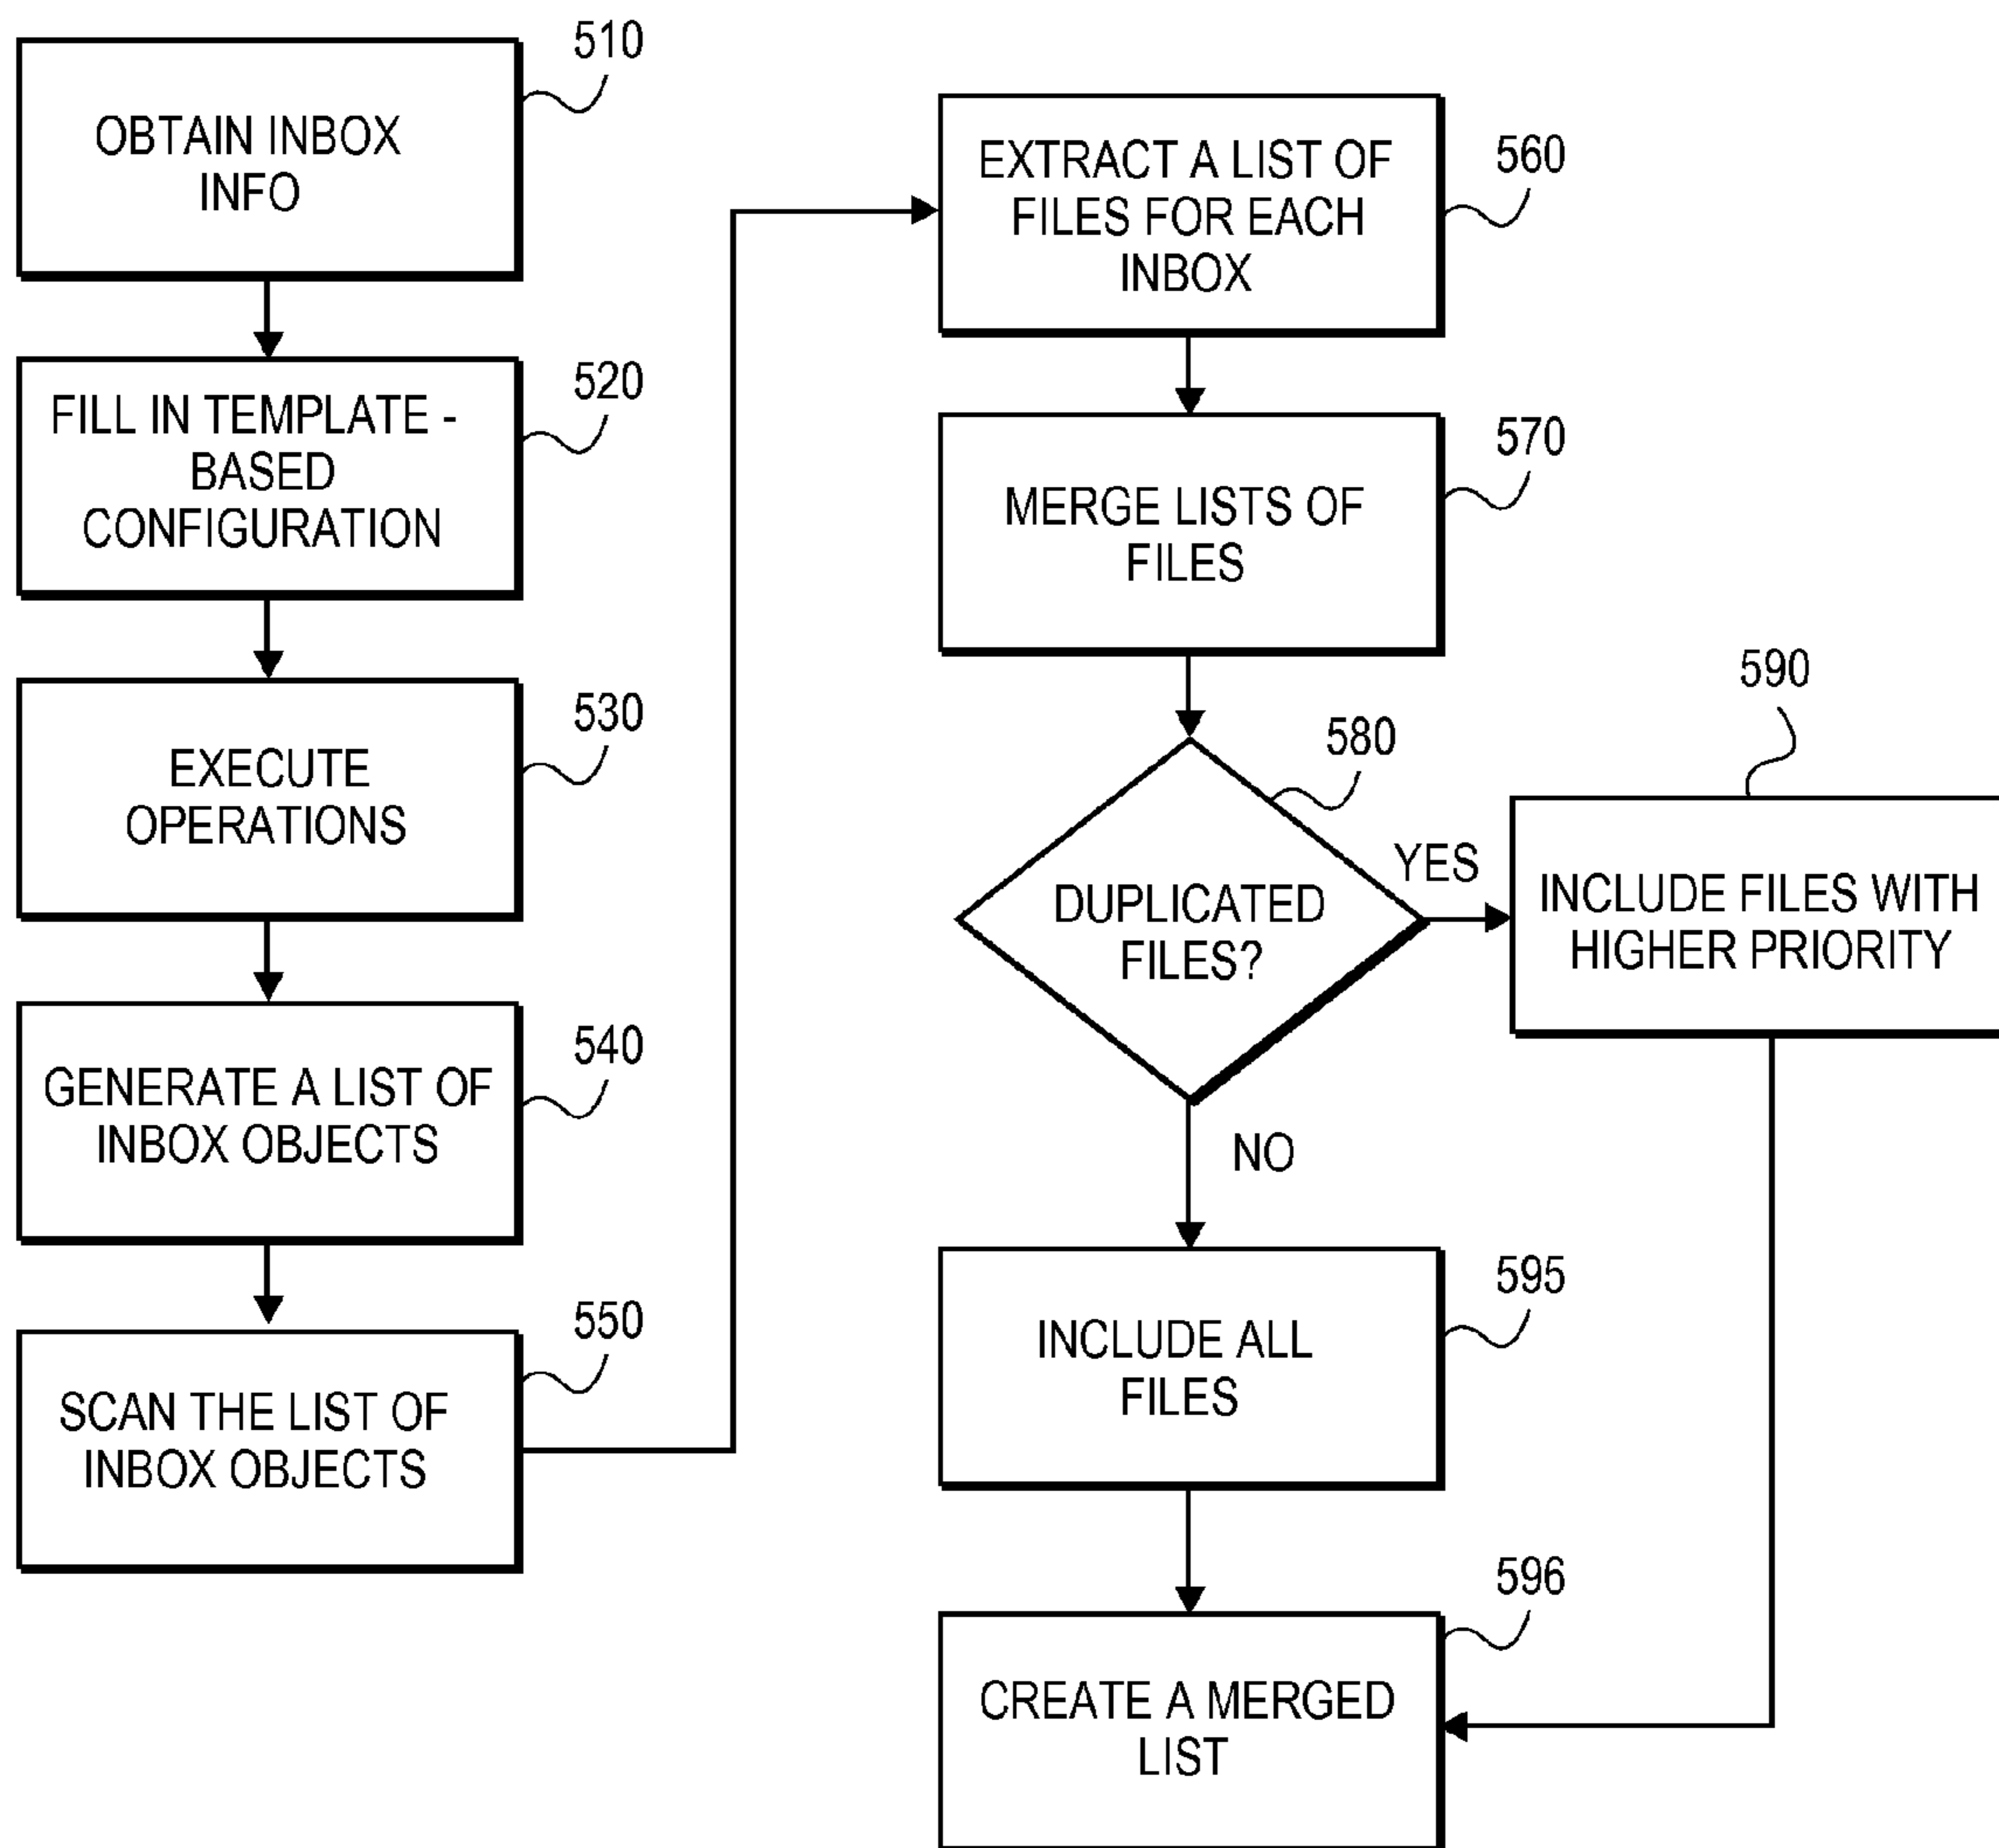 510
OBTAIN INBOX
INFO
520
FILL IN TEMPLATE -
BASED
CONFIGURATION
530
EXECUTE
OPERATIONS
540
GENERATE A LIST OF
INBOX OBJECTS
550
SCAN THE LIST OF
INBOX OBJECTS
560
EXTRACT A LIST OF
FILES FOR EACH
INBOX
570
MERGE LISTS OF
FILES
580
DUPLICATED
FILES?
YES
590
INCLUDE FILES WITH
HIGHER PRIORITY
NO
595
INCLUDE ALL
FILES
596
CREATE A MERGED
LIST